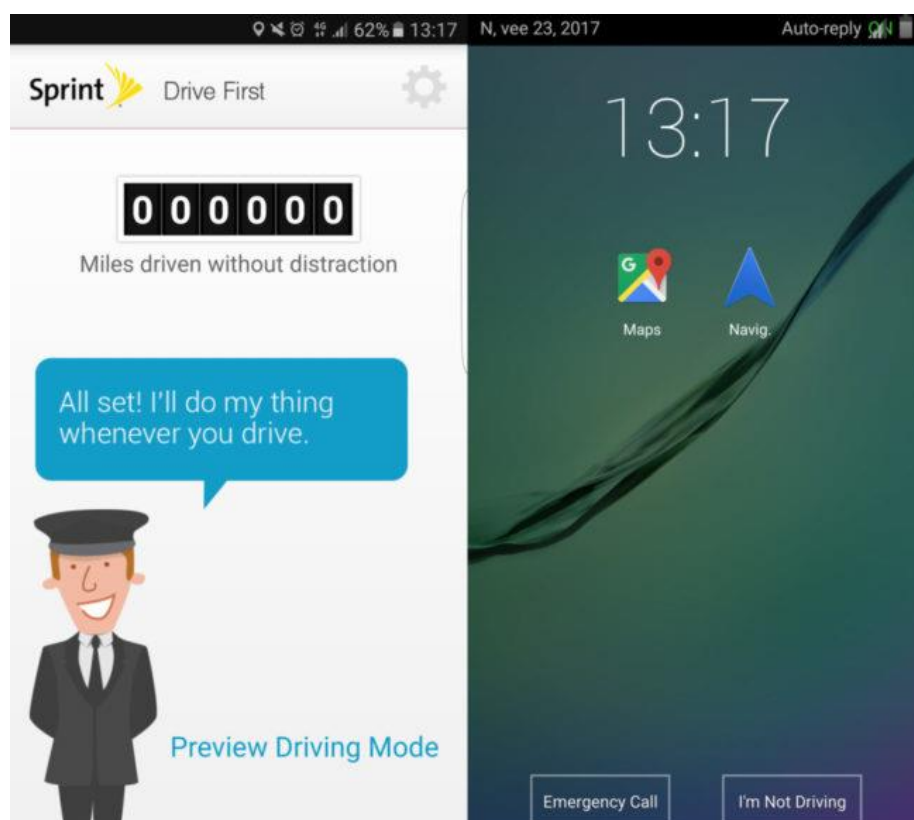 62% 13:17
Sprint Drive First
000000
Miles driven without distraction
All set! I'll do my thing
whenever you drive.
Preview Driving Mode
N, vee 23, 2017 Auto-reply ON
13:17
G
Maps Navig.
Emergency Call I'm Not Driving